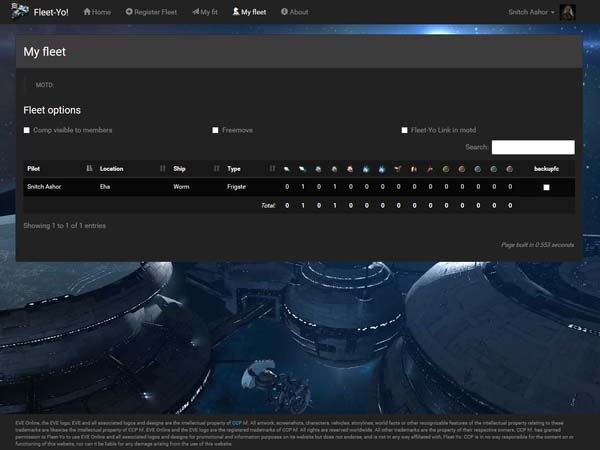 Fleet-Yo! Home Register Fleet My fit My fleet About Snitch Ashor
My fleet
MOTD:
Fleet options
Comp visible to members Freemove Fleet-Yo Link in motd
Search:
Pilot Location Ship Type backupfc
Snitch Ashor Eha Worm Frigate 0 1 0 1 0 0 0 0 0 0 0 0 0 0 0
Total: 0 1 0 1 0 0 0 0 0 0 0 0 0 0 0
Showing 1 to 1 of 1 entries
Page built in 0.553 seconds.
EVE Online, the EVE logo, EVE and all associated logos and designs are the intellectual property of CCP hf. All artwork, screenshots, characters, vehicles, storylines, world facts or other recognizable features of the intellectual property relating to these
trademarks are likewise the intellectual property of CCP hf. EVE Online and the EVE logo are the registered trademarks of CCP hf. All rights are reserved worldwide. All other trademarks are the property of their respective owners. CCP hf. has granted
permission to Fleet-Yo to use EVE Online and all associated logos and designs for promotional and information purposes on its website but does not endorse, and is not in any way affiliated with, Fleet-Yo. CCP is in no way responsible for the content on or
functioning of this website, nor can it be liable for any damage arising from the use of this website.